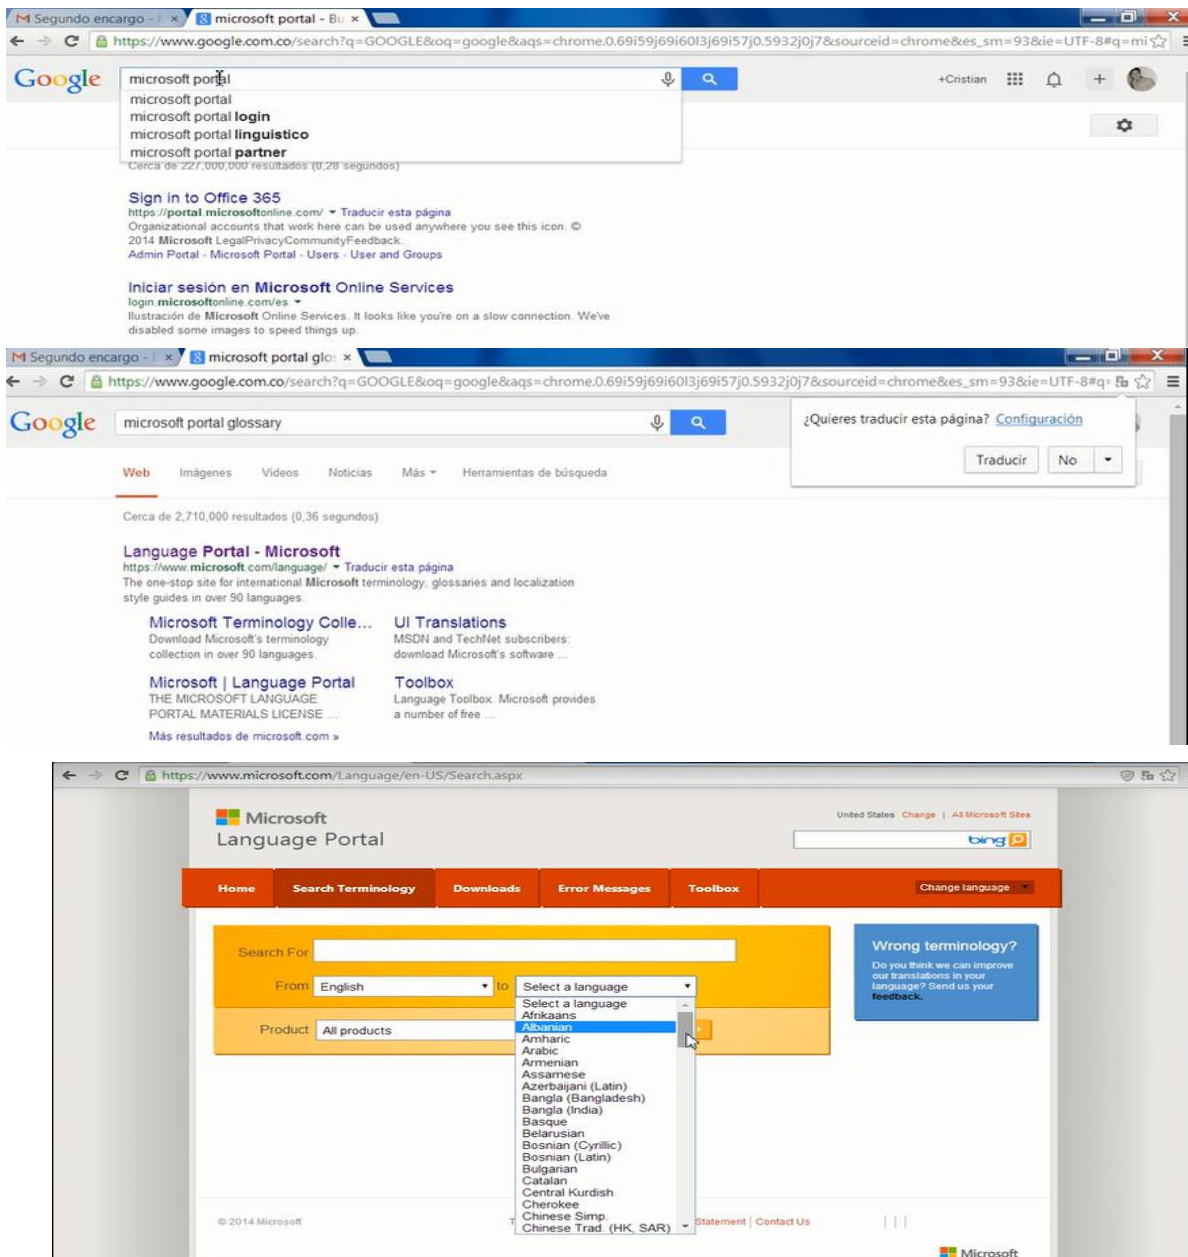 Segundo encargo -
microsoft portal - Bu
https://www.google.com.co/search?q=GOOGLE&oq=google&aqs=chrome.0.69i59j69i60l3j69i57j0.5932j0j7&sourceid=chrome&es_sm=93&ie=UTF-8#q=mi
Google
microsoft portal
+Cristian
microsoft portal
microsoft portal login
microsoft portal linguistico
microsoft portal partner
Cerca de 227,000,000 resultados (0,28 segundos)
Sign in to Office 365
https://portal.microsoftonline.com/ Traducir esta página
Organizational accounts that work here can be used anywhere you see this icon. ©
2014 Microsoft LegalPrivacyCommunityFeedback.
Admin Portal - Microsoft Portal - Users - User and Groups
Iniciar sesión en Microsoft Online Services
login.microsoftonline.com/es
Ilustración de Microsoft Online Services. It looks like you're on a slow connection. We've
disabled some images to speed things up.
Segundo encargo -
microsoft portal glos
https://www.google.com.co/search?q=GOOGLE&oq=google&aqs=chrome.0.69i59j69i60l3j69i57j0.5932j0j7&sourceid=chrome&es_sm=93&ie=UTF-8#q=
Google
microsoft portal glossary
¿Quieres traducir esta página? Configuración
Traducir No
Web Imágenes Videos Noticias Más Herramientas de búsqueda
Cerca de 2,710,000 resultados (0,36 segundos)
Language Portal - Microsoft
https://www.microsoft.com/language/ Traducir esta página
The one-stop site for international Microsoft terminology, glossaries and localization
style guides in over 90 languages.
Microsoft Terminology Colle...
Download Microsoft's terminology
collection in over 90 languages.
UI Translations
MSDN and TechNet subscribers:
download Microsoft's software ...
Microsoft | Language Portal
THE MICROSOFT LANGUAGE
PORTAL MATERIALS LICENSE ...
Toolbox
Language Toolbox. Microsoft provides
a number of free ...
Más resultados de microsoft.com »
https://www.microsoft.com/Language/en-US/Search.aspx
Microsoft
Language Portal
United States Change | All Microsoft Sites
bing
Home Search Terminology Downloads Error Messages Toolbox Change language
Search For
From English to Select a language
Product All products
Select a language
Afrikaans
Albanian
Amharic
Arabic
Armenian
Assamese
Azerbaijani (Latin)
Bangla (Bangladesh)
Bangla (India)
Basque
Belarusian
Bosnian (Cyrillic)
Bosnian (Latin)
Bulgarian
Catalan
Central Kurdish
Cherokee
Chinese Simp.
Chinese Trad. (HK, SAR)
Wrong terminology?
Do you think we can improve
our translations in your
language? Send us your
feedback.
© 2014 Microsoft
T
Statement | Contact Us
Microsoft